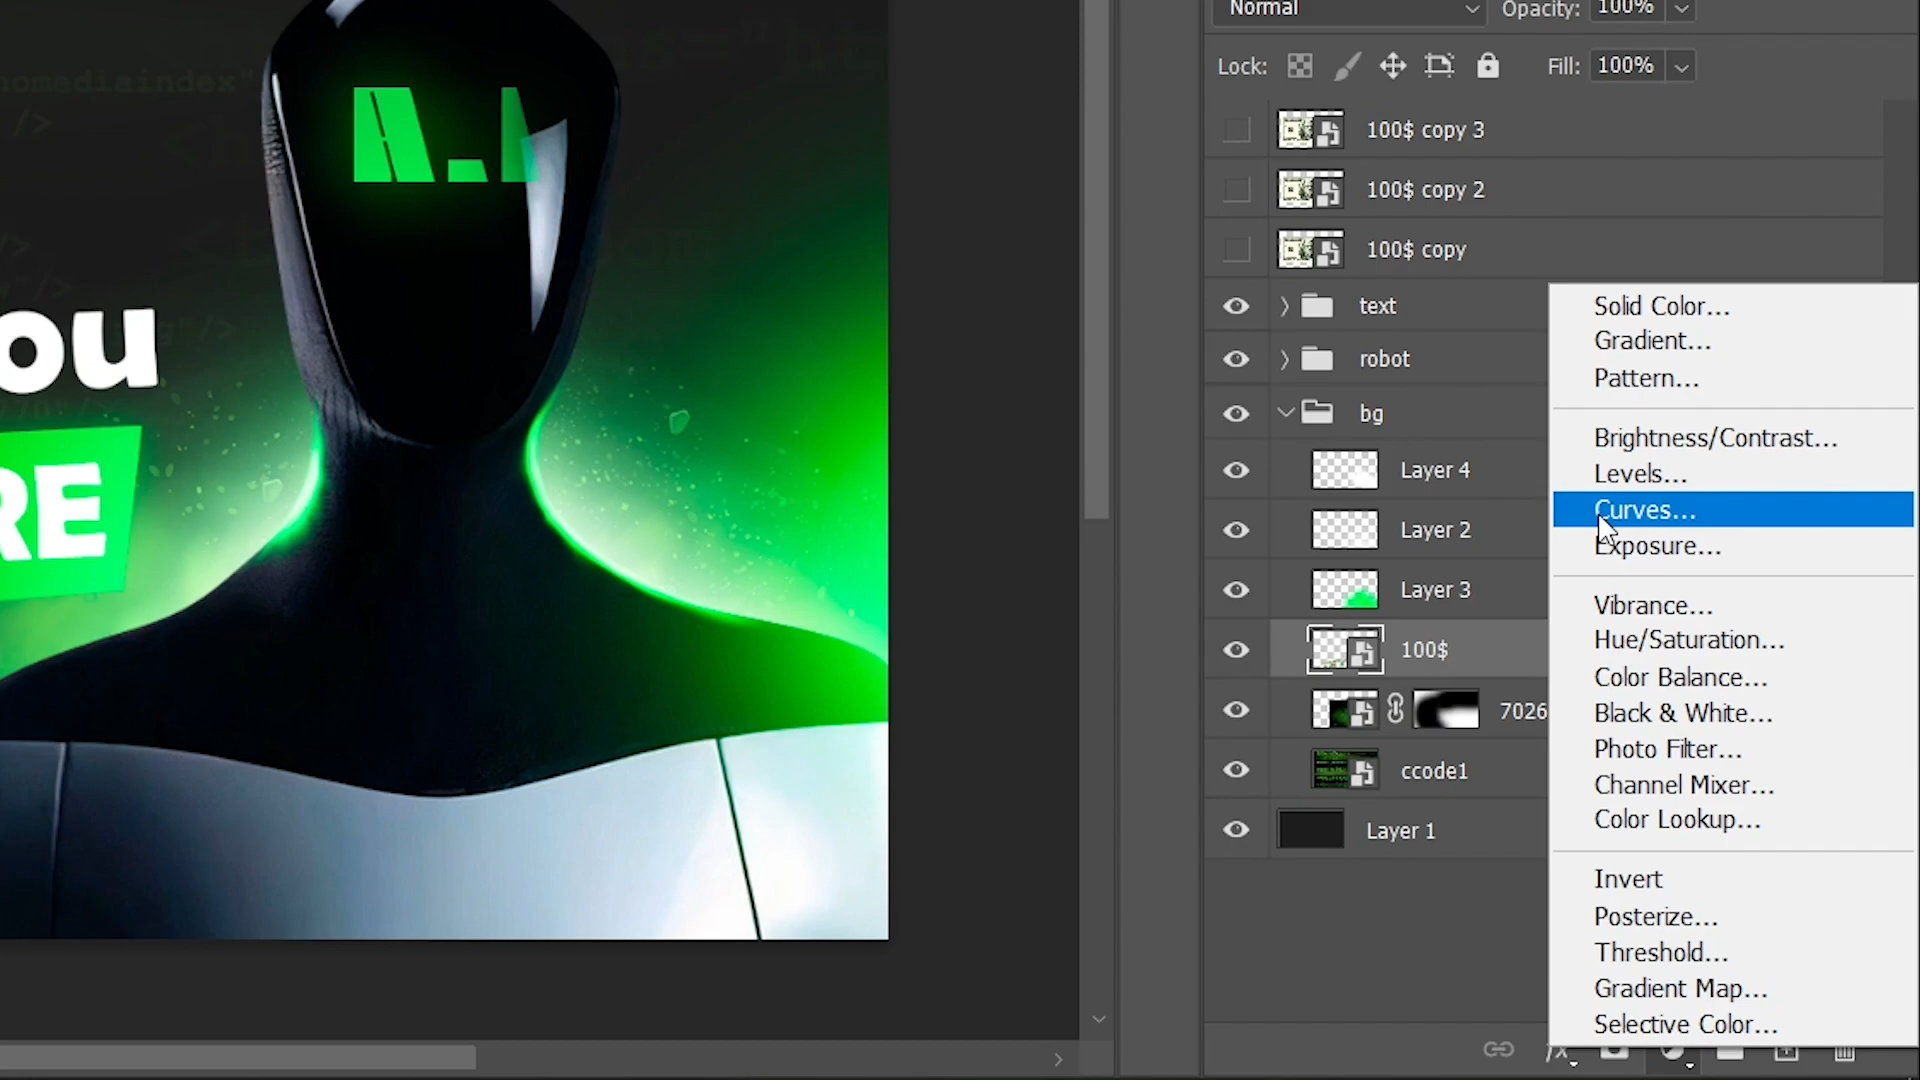 Normal
Opacity: 100%
Lock:
Fill: 100%
100$ copy 3
100$ copy 2
100$ copy
text
robot
bg
Layer 4
Layer 2
Layer 3
100$
7026
ccode1
Layer 1
Solid Color...
Gradient...
Pattern...
Brightness/Contrast...
Levels...
Curves...
Exposure...
Vibrance...
Hue/Saturation...
Color Balance...
Black & White...
Photo Filter...
Channel Mixer...
Color Lookup...
Invert
Posterize...
Threshold...
Gradient Map...
Selective Color...
fx
A.I
ou
RE
nomediaindex"
/>